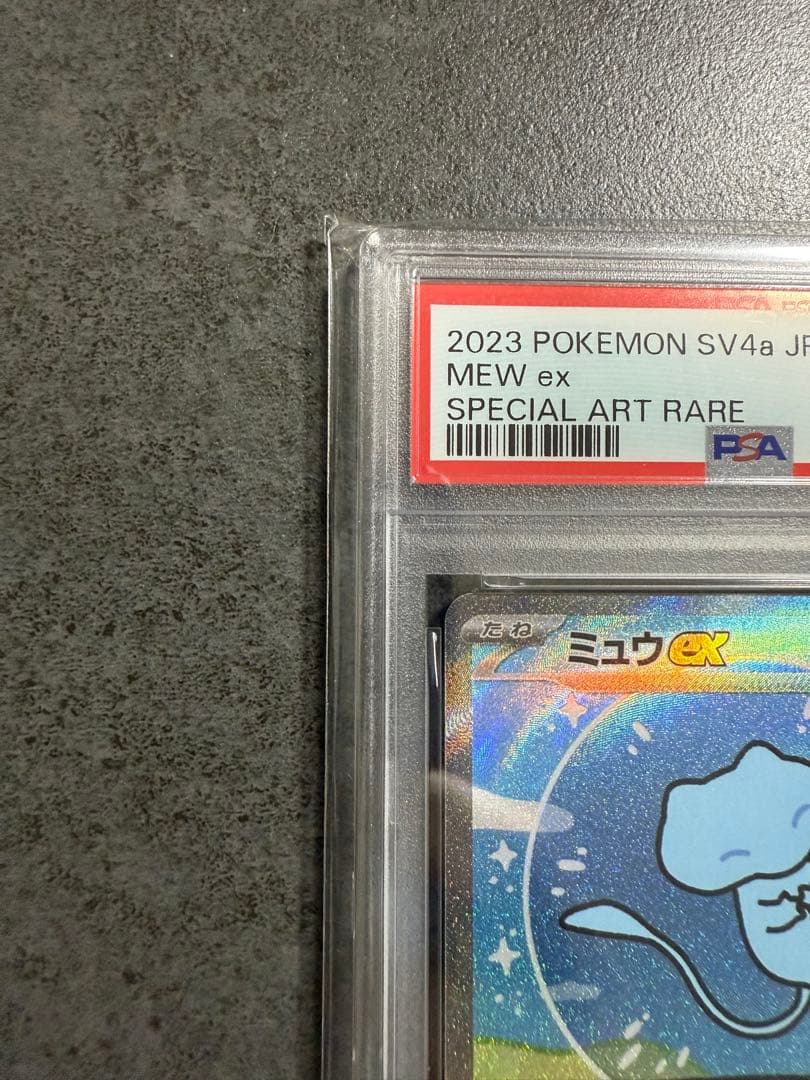 2023 POKEMON SV4a JP
MEW ex
SPECIAL ART RARE
PSA
たね ミュウex